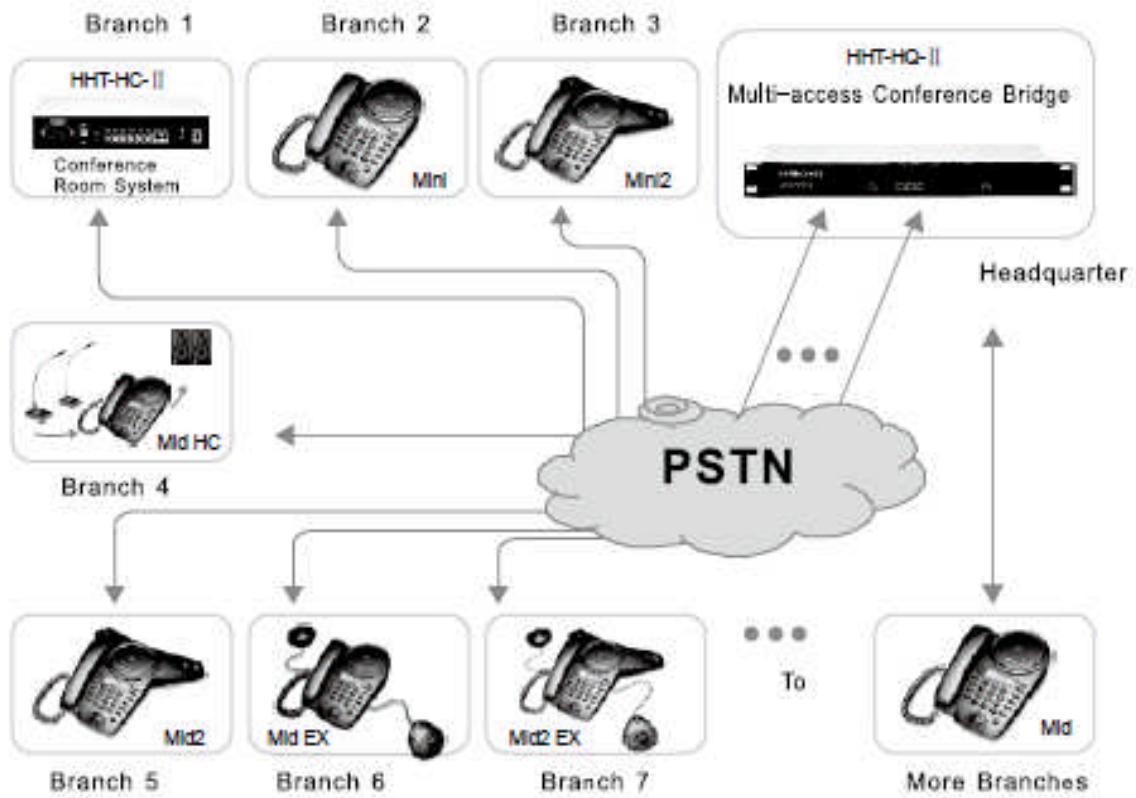 Branch 1
Branch 2
Branch 3
HHT-HC-II
Conference
Room System
Mini
Mini2
HHT-HQ-II
Multi-access Conference Bridge
Headquarter
Mid HC
Branch 4
PSTN
Mid2
Mid EX
Mid2 EX
To
Mid
Branch 5
Branch 6
Branch 7
More Branches